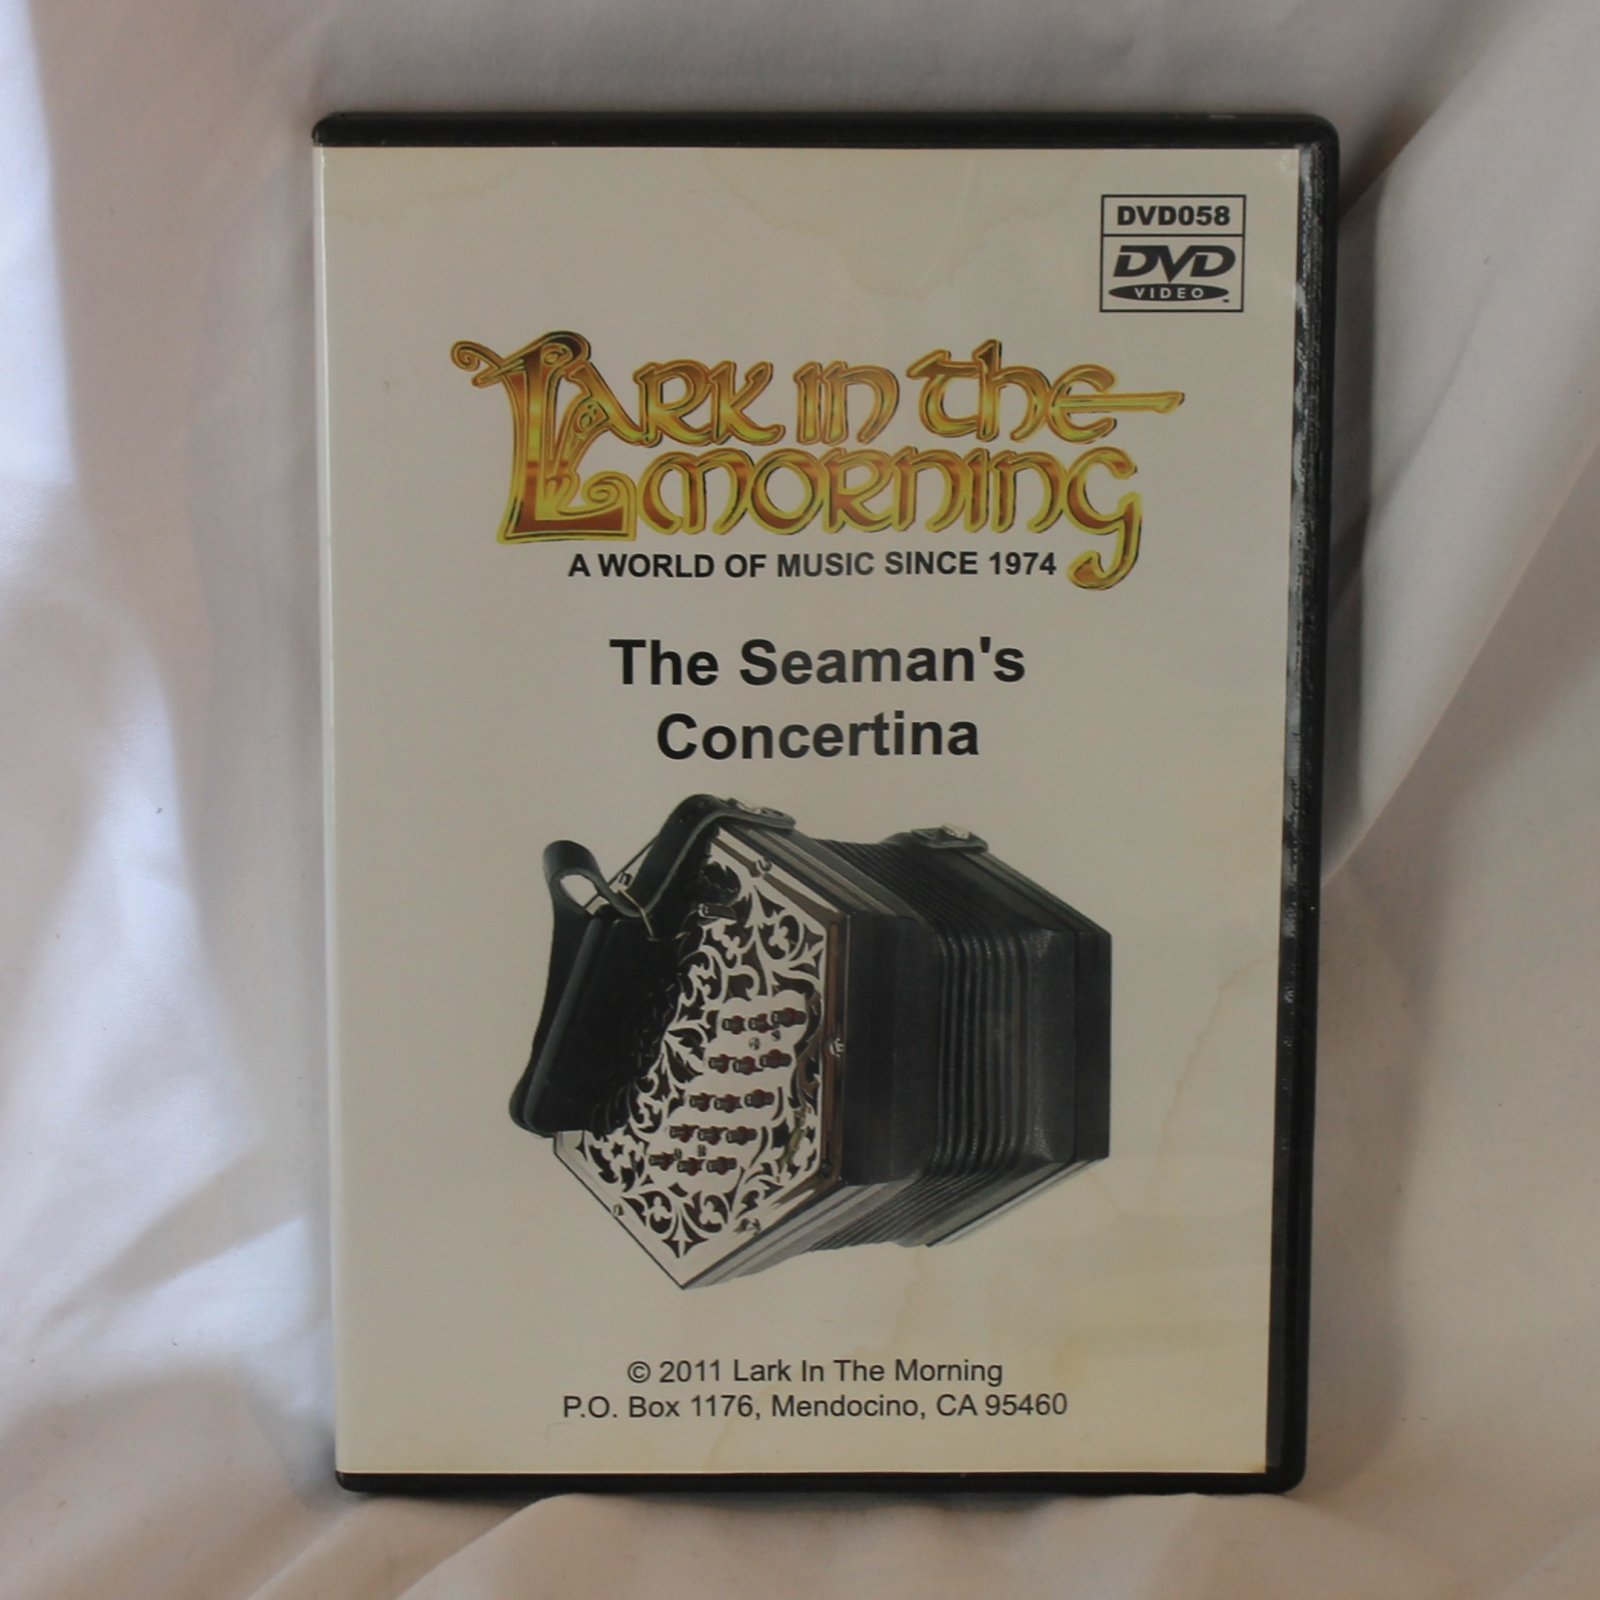 DVD058
DVD
VIDEO
LARK IN THE
MORNING
A WORLD OF MUSIC SINCE 1974
The Seaman's
Concertina
© 2011 Lark In The Morning
P.O. Box 1176, Mendocino, CA 95460